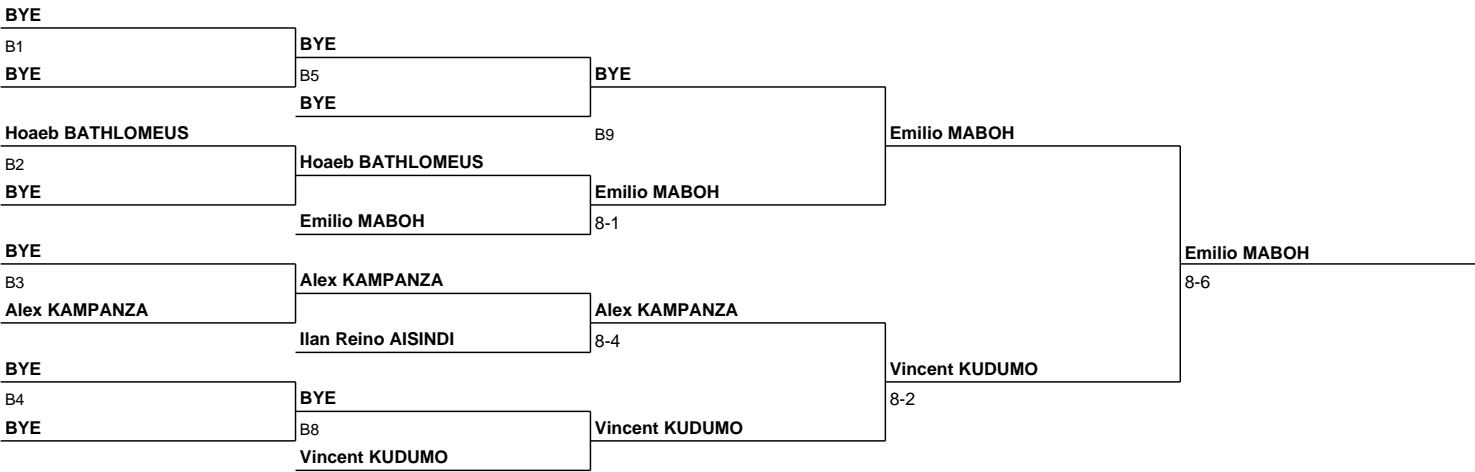 BYE
B1
BYE
BYE
B5
BYE
BYE
Hoaeb BATHLOMEUS
B9
Emilio MABOH
B2
Hoaeb BATHLOMEUS
BYE
Emilio MABOH
Emilio MABOH
8-1
BYE
Emilio MABOH
B3
Alex KAMPANZA
8-6
Alex KAMPANZA
Alex KAMPANZA
Ilan Reino AISINDI
8-4
BYE
Vincent KUDUMO
B4
BYE
8-2
BYE
B8
Vincent KUDUMO
Vincent KUDUMO